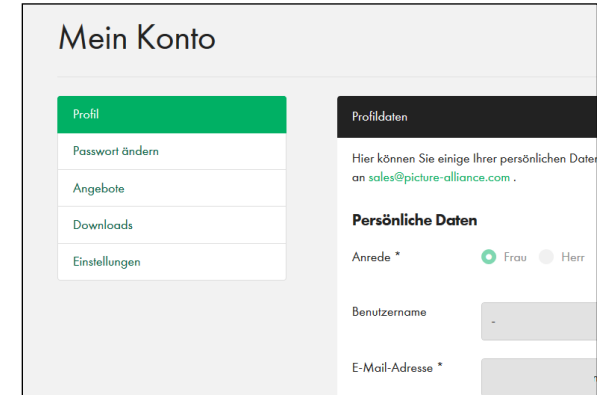 Mein Konto
Profil
Passwort ändern
Angebote
Downloads
Einstellungen
Profildaten
Hier können Sie einige Ihrer persönlichen Daten
an sales@picture-alliance.com .
Persönliche Daten
Anrede * Frau Herr
Benutzername -
E-Mail-Adresse *